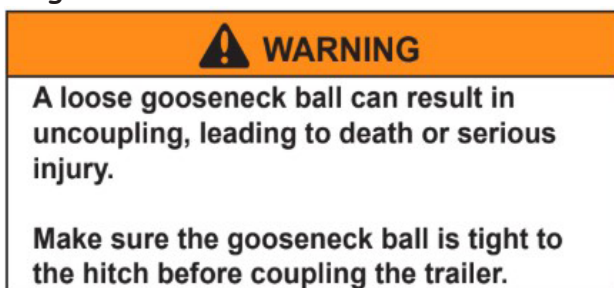 WARNING
A loose gooseneck ball can result in
uncoupling, leading to death or serious
injury.
Make sure the gooseneck ball is tight to
the hitch before coupling the trailer.